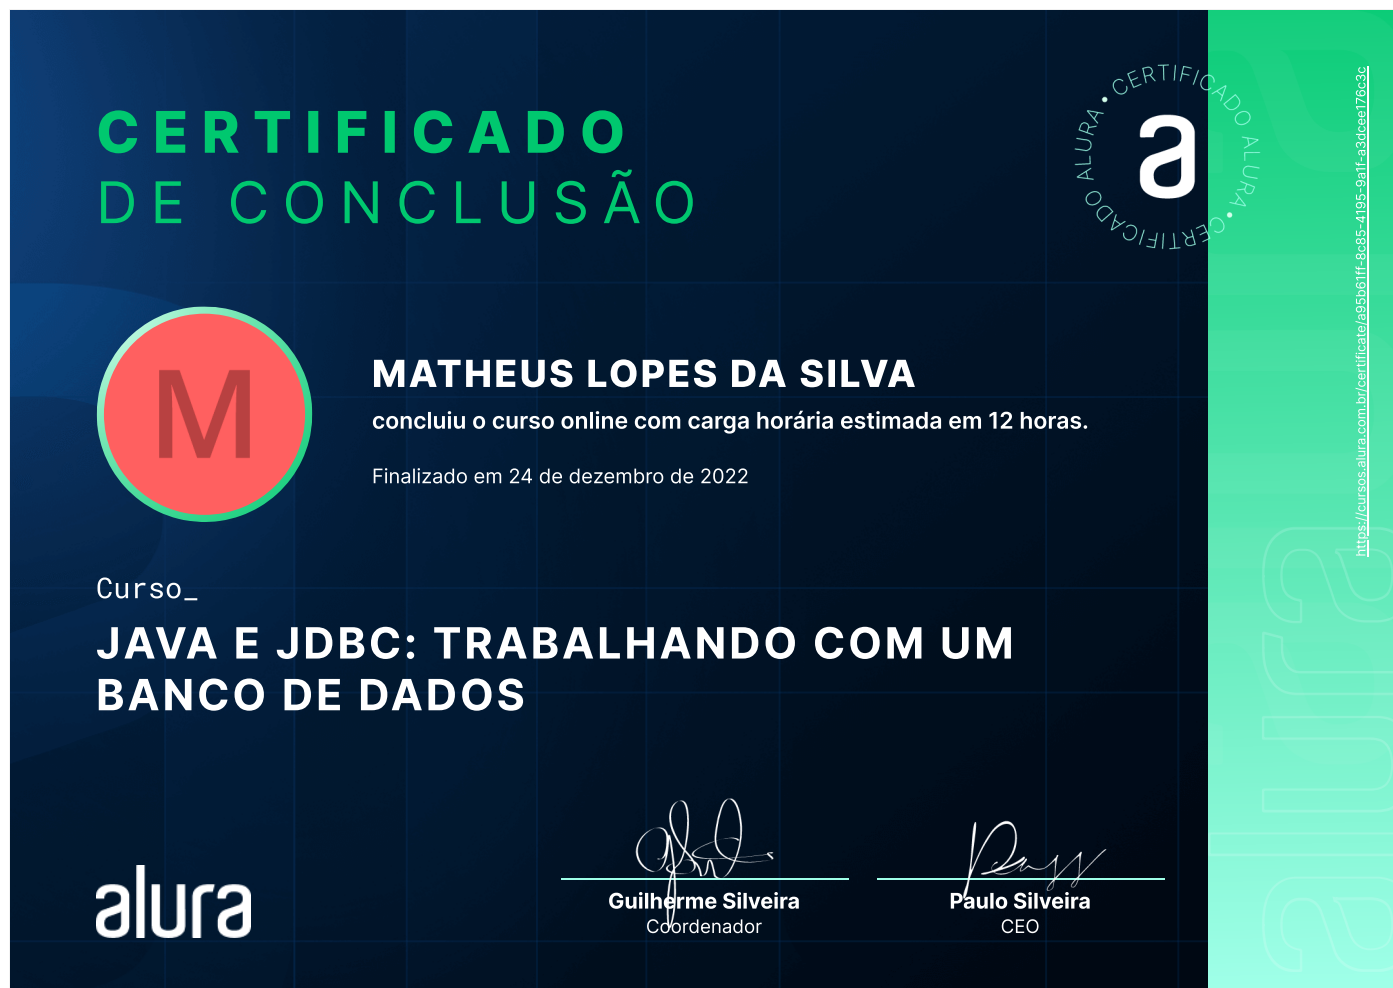 CERTIFICADO
DE CONCLUSÃO
CERTIFICADO ALURA • CERTIFICADO ALURA •
a
https://cursos.alura.com.br/certificate/a95b61ff-8c85-4195-9a1f-a3dcee176c3c
M
MATHEUS LOPES DA SILVA
concluiu o curso online com carga horária estimada em 12 horas.
Finalizado em 24 de dezembro de 2022
Curso_
JAVA E JDBC: TRABALHANDO COM UM
BANCO DE DADOS
alura
Guilherme Silveira
Coordenador
Paulo Silveira
CEO
alura